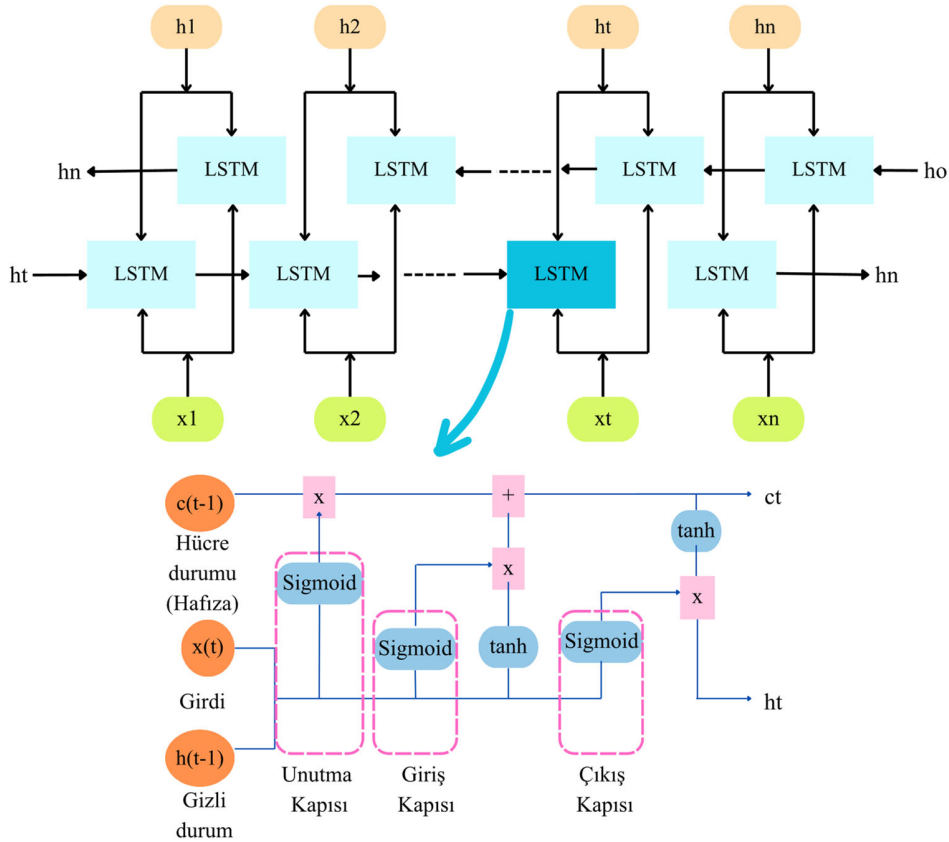 h1
h2
ht
hn
LSTM
LSTM
LSTM
LSTM
hn
ho
ht
LSTM
LSTM
LSTM
LSTM
hn
x1
x2
xt
xn
c(t-1)
x
+
ct
Hücre
durumu
(Hafıza)
tanh
Sigmoid
x
x
x(t)
Sigmoid
tanh
Sigmoid
Girdi
ht
h(t-1)
Gizli
durum
Unutma
Kapısı
Giriş
Kapısı
Çıkış
Kapısı